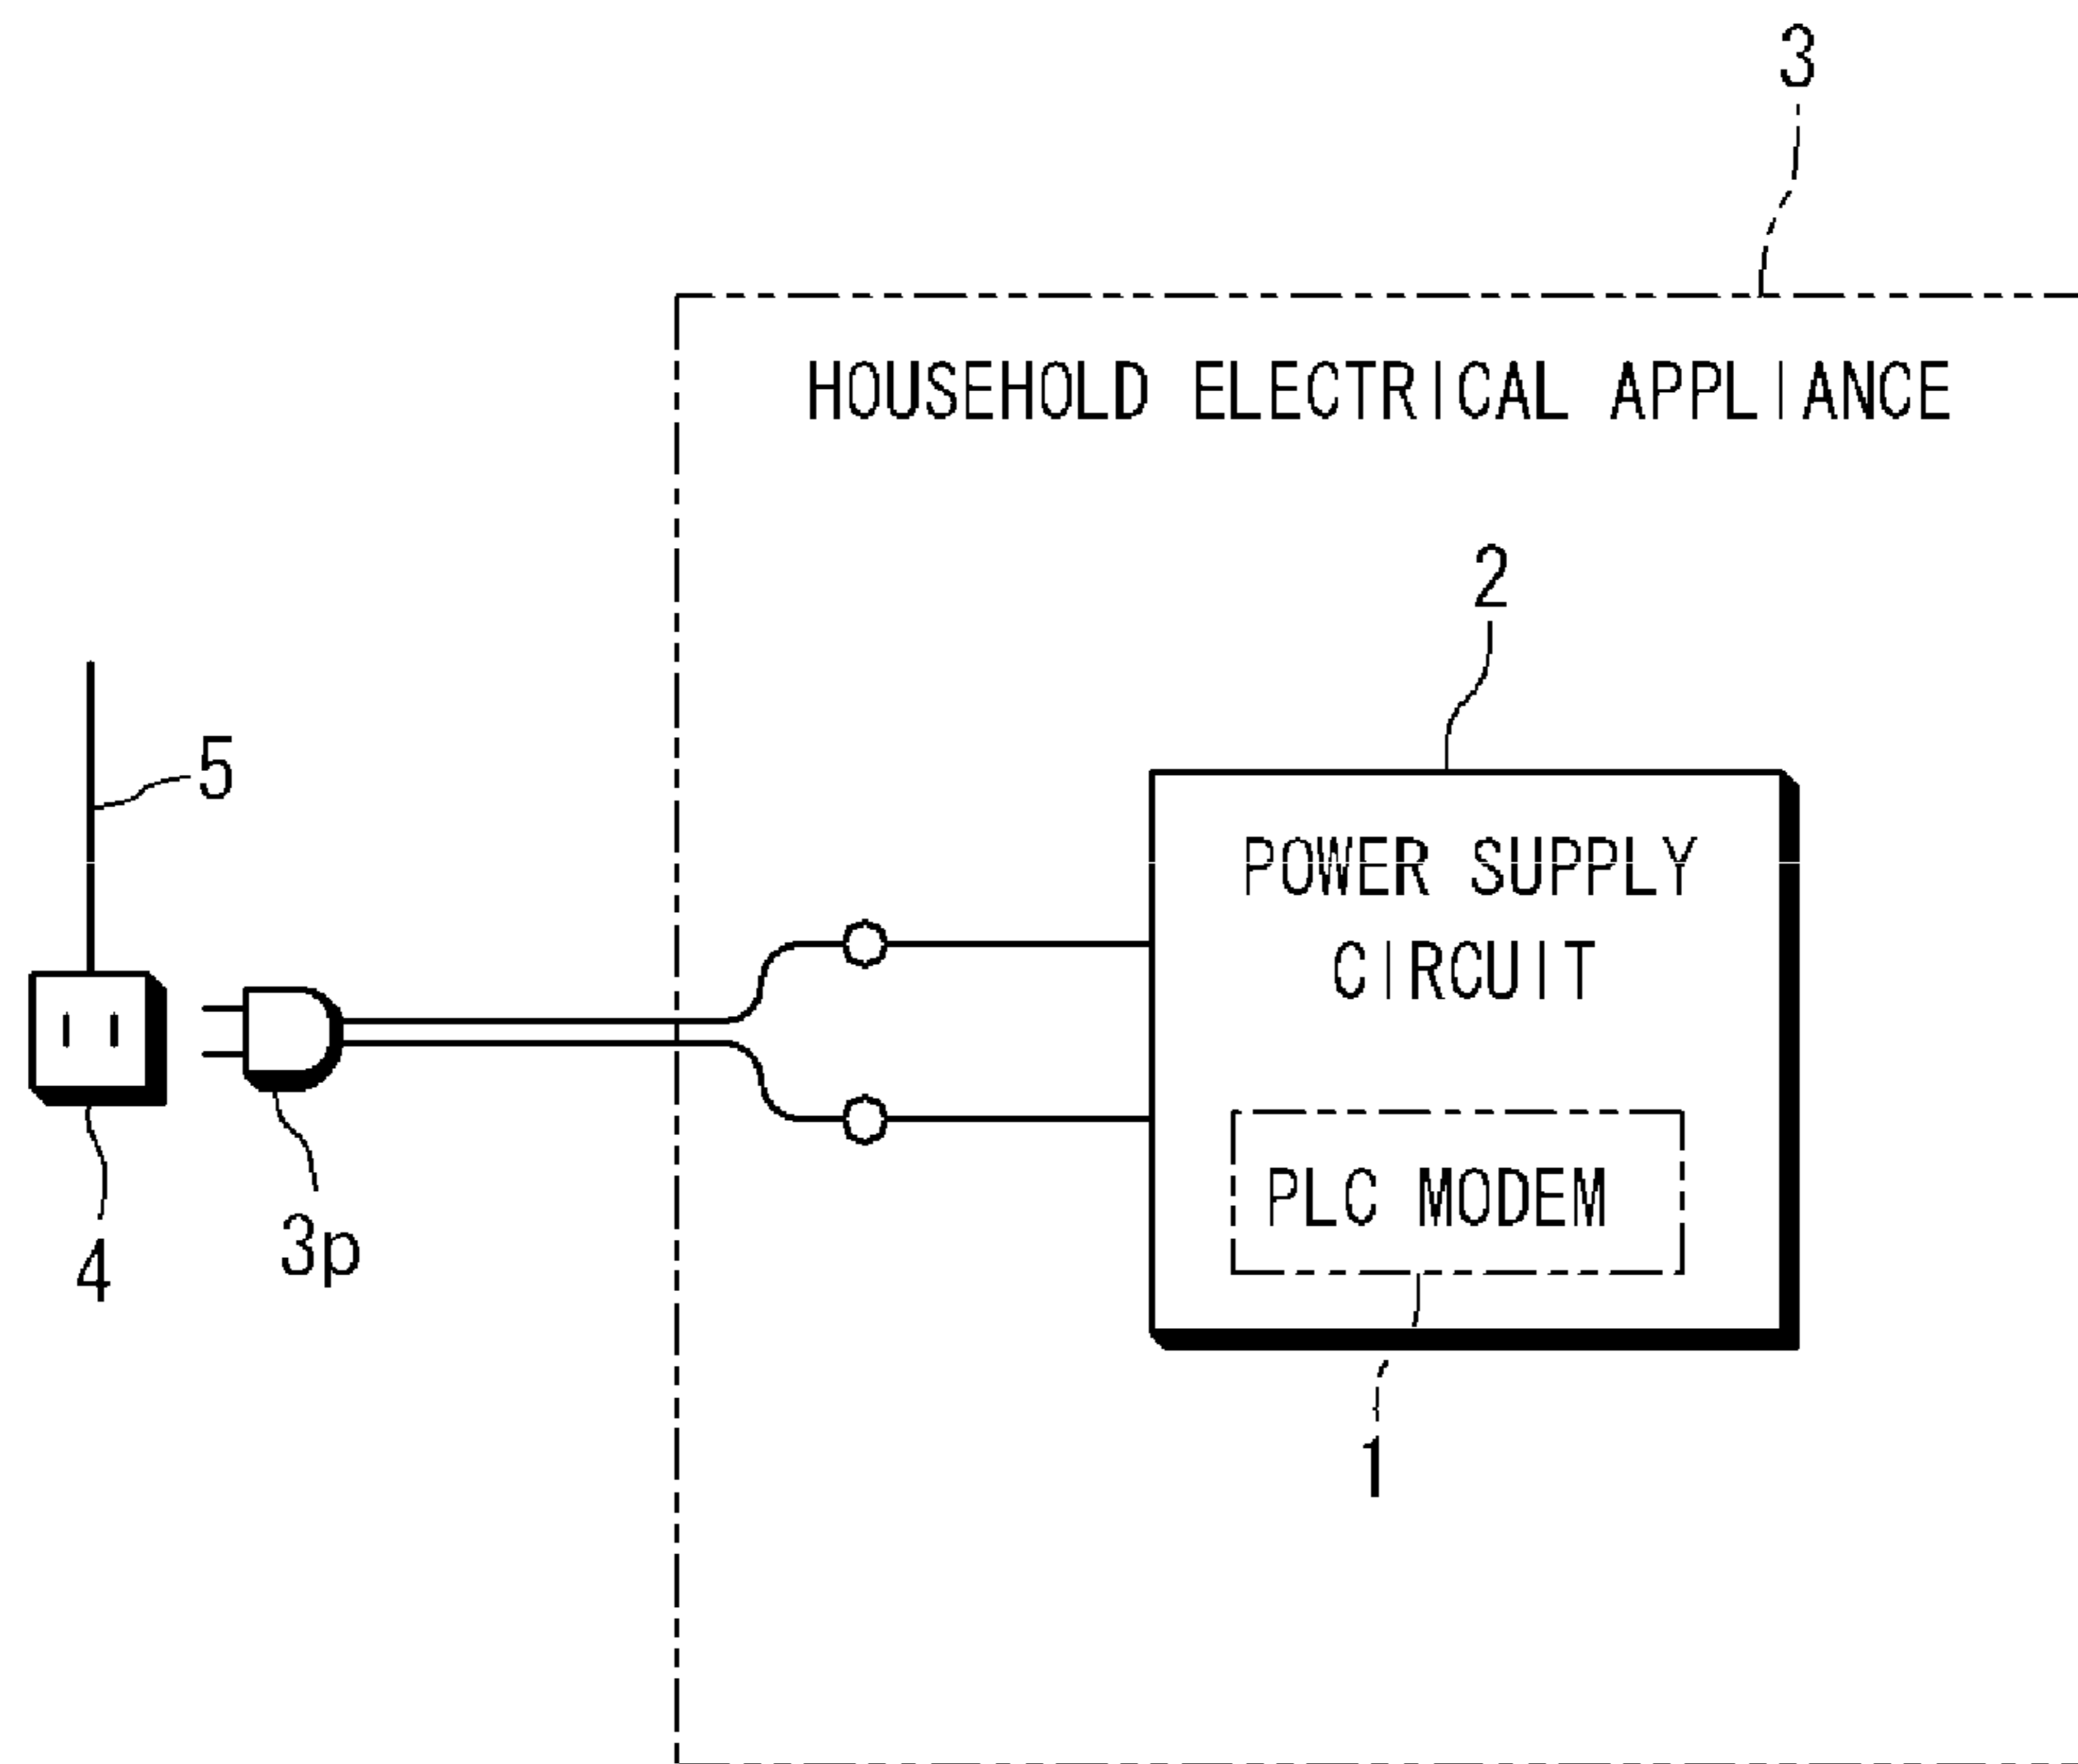 3
HOUSEHOLD ELECTRICAL APPLIANCE
2
5
POWER SUPPLY
CIRCUIT
PLC MODEM
3p
4
1